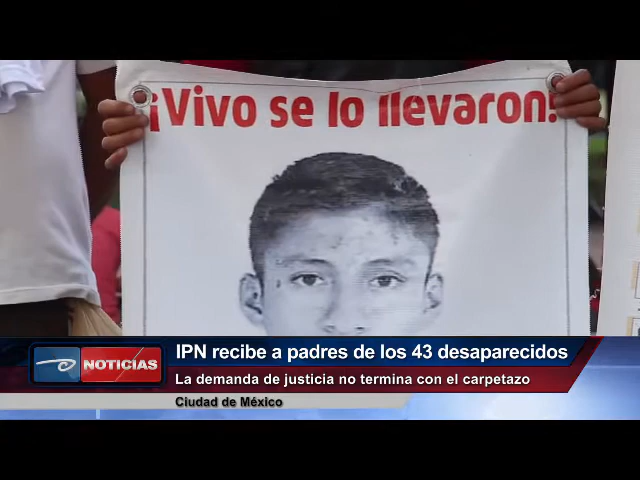 ¡Vivo se lo llevaron!
IPN recibe a padres de los 43 desaparecidos
NOTICIAS
La demanda de justicia no termina con el carpetazo
Ciudad de México